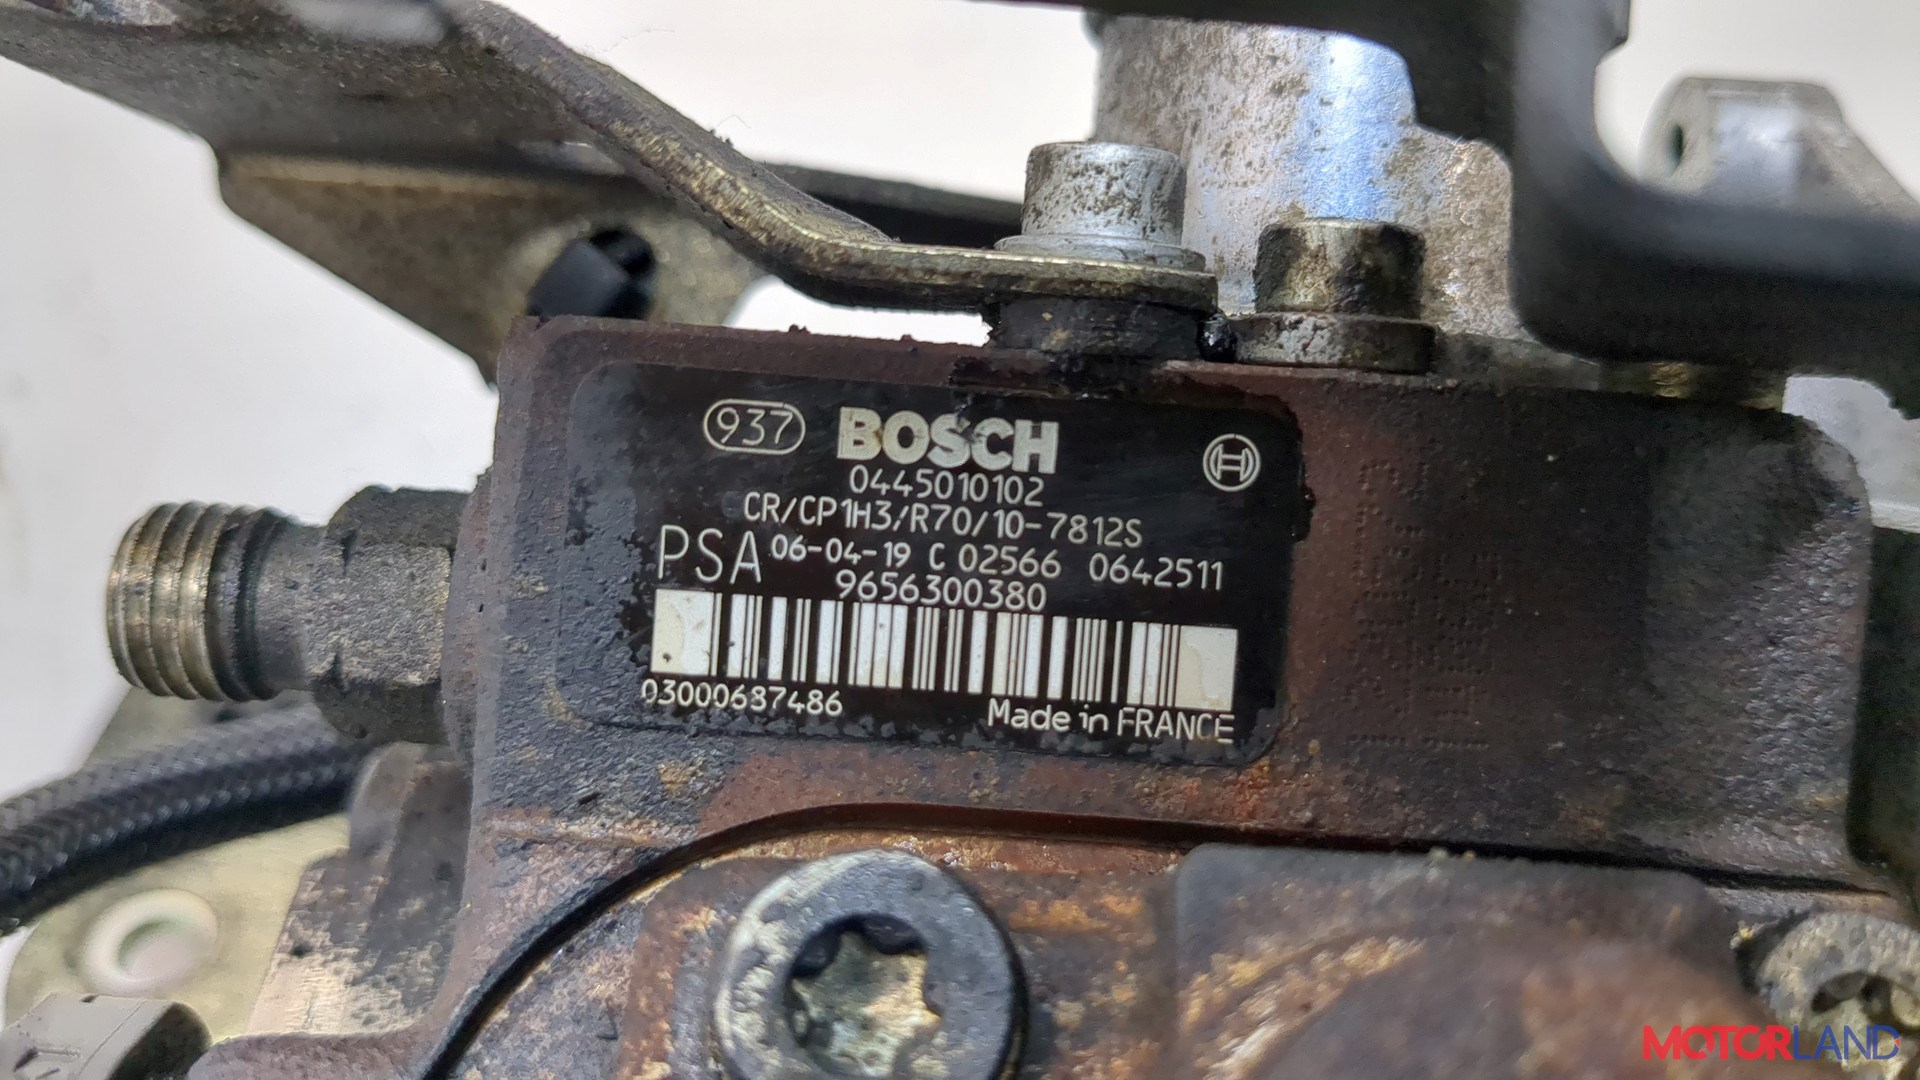 937 BOSCH
0445010102
CR/CP1H3/R70/10-7812S
PSA 06-04-19 C 02566 0642511
9656300380
03000687486 Made in FRANCE
MOTORLAND